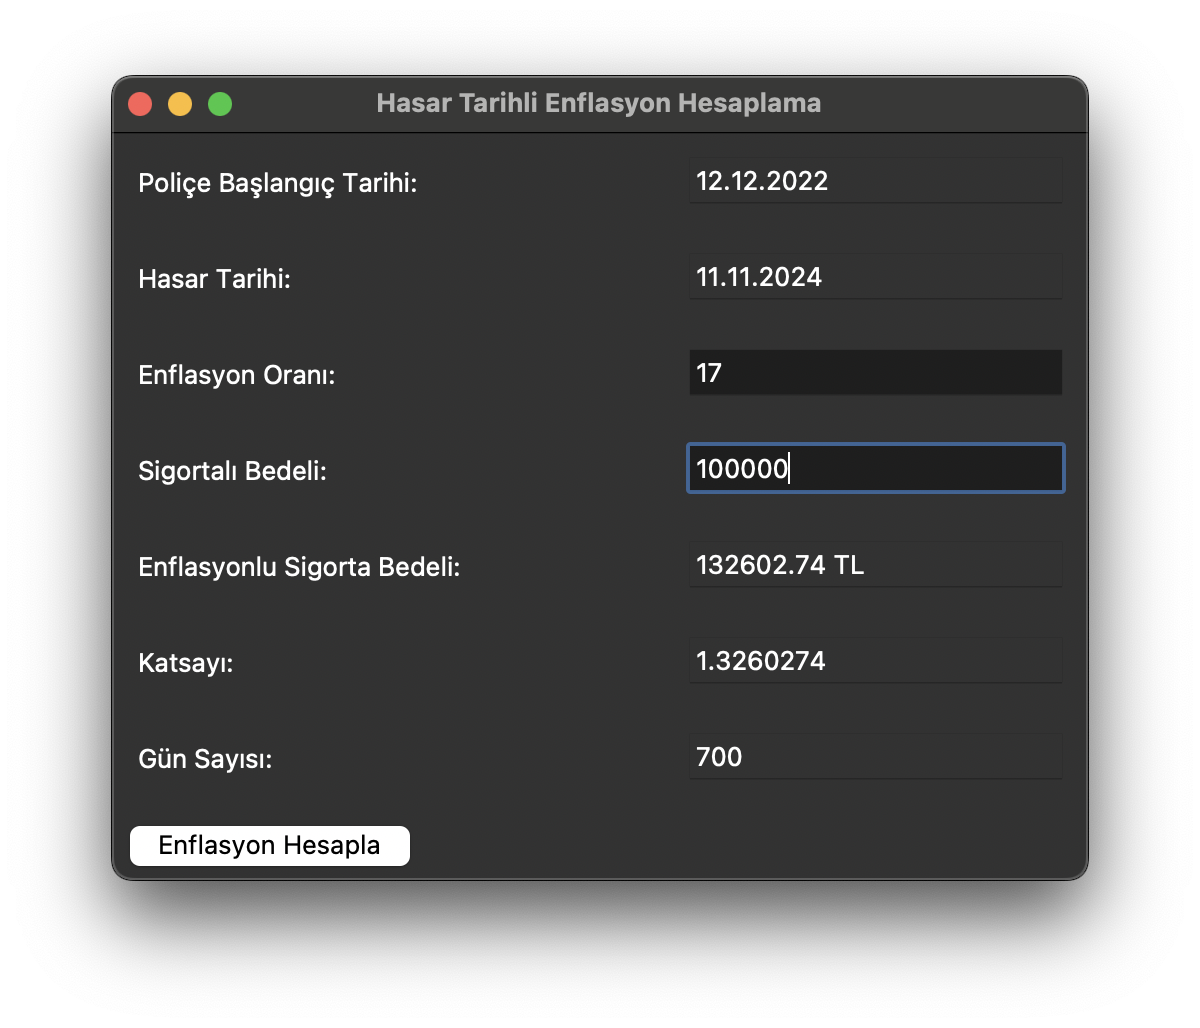 Hasar Tarihli Enflasyon Hesaplama
Poliçe Başlangıç Tarihi: 12.12.2022
Hasar Tarihi: 11.11.2024
Enflasyon Oranı: 17
Sigortalı Bedeli: 100000
Enflasyonlu Sigorta Bedeli: 132602.74 TL
Katsayı: 1.3260274
Gün Sayısı: 700
Enflasyon Hesapla